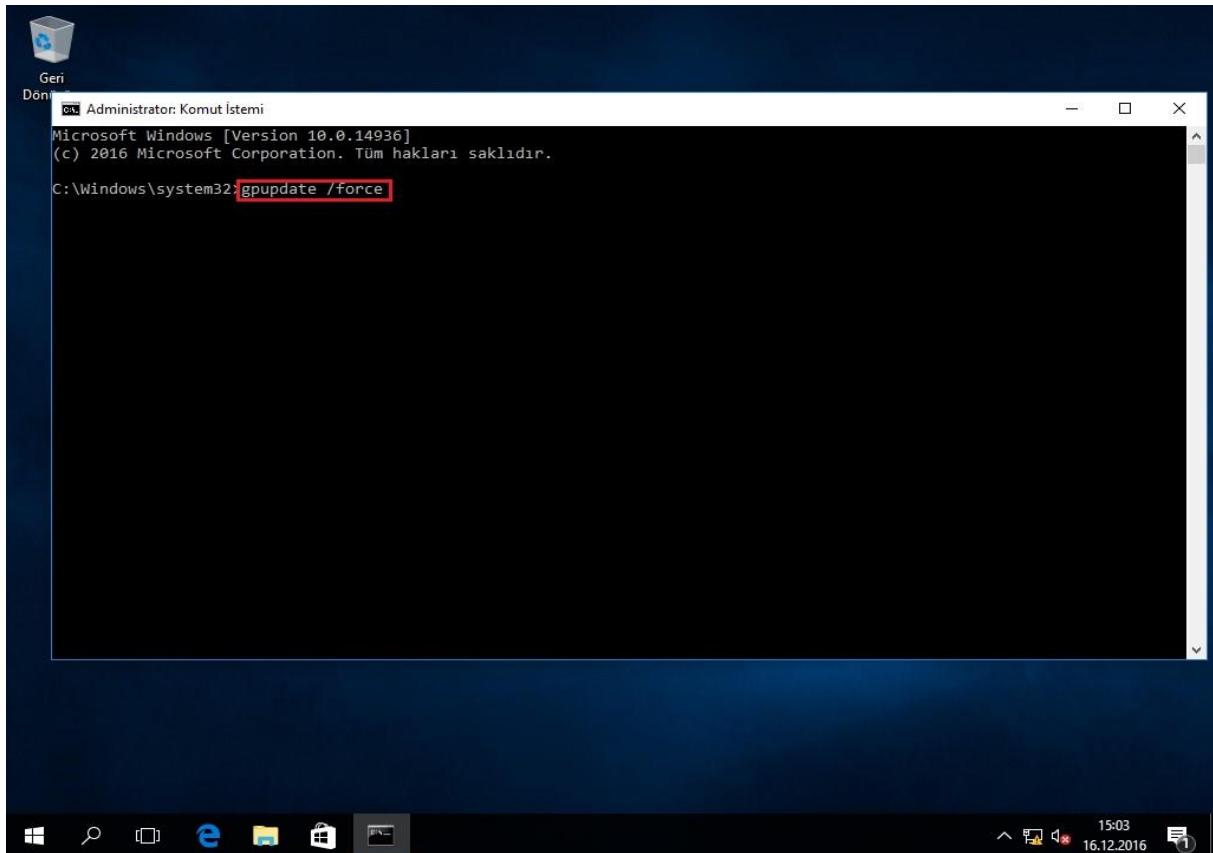 Geri
Administrator: Komut İstemi
Microsoft Windows [Version 10.0.14936]
(c) 2016 Microsoft Corporation. Tüm hakları saklıdır.
C:\Windows\system32>gpupdate /force
15:03
16.12.2016
1